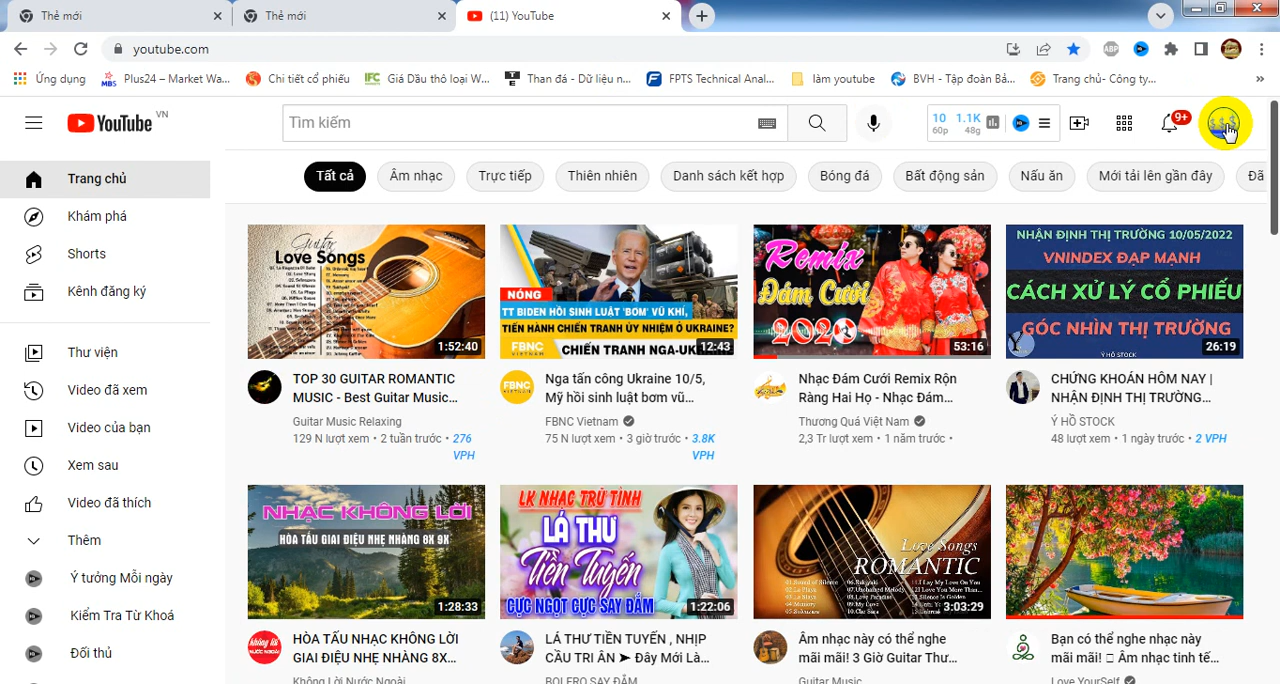 Thẻ mới
Thẻ mới
(11) YouTube
youtube.com
ABP
Ứng dụng
MBS
Plus24 – Market Wa...
Chi tiết cổ phiếu
IFC
Giá Dầu thô loại W...
Than đá - Dữ liệu n...
FPTS Technical Anal...
làm youtube
BVH - Tập đoàn Bả...
Trang chủ- Công ty...
YouTube VN
Tìm kiếm
10 1.1K
60p 48g
9+
Trang chủ
Khám phá
Shorts
Kênh đăng ký
Thư viện
Video đã xem
Video của bạn
Xem sau
Video đã thích
Thêm
Ý tưởng Mỗi ngày
Kiểm Tra Từ Khoá
Đối thủ
Tất cả
Âm nhạc
Trực tiếp
Thiên nhiên
Danh sách kết hợp
Bóng đá
Bất động sản
Nấu ăn
Mới tải lên gần đây
Đã
Guitar
Love Songs
1:52:40
TOP 30 GUITAR ROMANTIC
MUSIC - Best Guitar Music...
Guitar Music Relaxing
129 N lượt xem • 2 tuần trước • 276
VPH
NÓNG
TT BIDEN HỒI SINH LUẬT 'BƠM' VŨ KHÍ,
TIẾN HÀNH CHIẾN TRANH ỦY NHIỆM Ở UKRAINE?
FBNC
VIETNAM
CHIẾN TRANH NGA-UK
12:43
Nga tấn công Ukraine 10/5,
Mỹ hồi sinh luật bơm vũ...
FBNC Vietnam
75 N lượt xem • 3 giờ trước • 3.8K
VPH
Remix
Đám Cưới
2020
53:16
Nhạc Đám Cưới Remix Rộn
Ràng Hai Họ - Nhạc Đám...
Thương Quá Việt Nam
2,3 Tr lượt xem • 1 năm trước •
NHẬN ĐỊNH THỊ TRƯỜNG 10/05/2022
VNINDEX ĐẠP MẠNH
CÁCH XỬ LÝ CỔ PHIẾU
GÓC NHÌN THỊ TRƯỜNG
Ý HỒ STOCK
26:19
CHỨNG KHOÁN HÔM NAY |
NHẬN ĐỊNH THỊ TRƯỜNG...
Ý HỒ STOCK
48 lượt xem • 1 ngày trước • 2 VPH
NHẠC KHÔNG LỜI
HÒA TẤU GIAI ĐIỆU NHẸ NHÀNG 8X 9X
1:28:33
HÒA TẤU NHẠC KHÔNG LỜI
GIAI ĐIỆU NHẸ NHÀNG 8X...
Không Lời Nước Ngoài
LK NHẠC TRỮ TÌNH
LÁ THƯ
Tiền Tuyến
CỰC NGỌT CỰC SAY ĐẮM
1:22:06
LÁ THƯ TIỀN TUYẾN , NHỊP
CẦU TRI ÂN ➤ Đây Mới Là...
BOLERO SAY ĐẮM
Love Songs
ROMANTIC
3:03:29
Âm nhạc này có thể nghe
mãi mãi! 3 Giờ Guitar Thư...
Guitar Music
Bạn có thể nghe nhạc này
mãi mãi! Âm nhạc tinh tế...
Love YourSelf